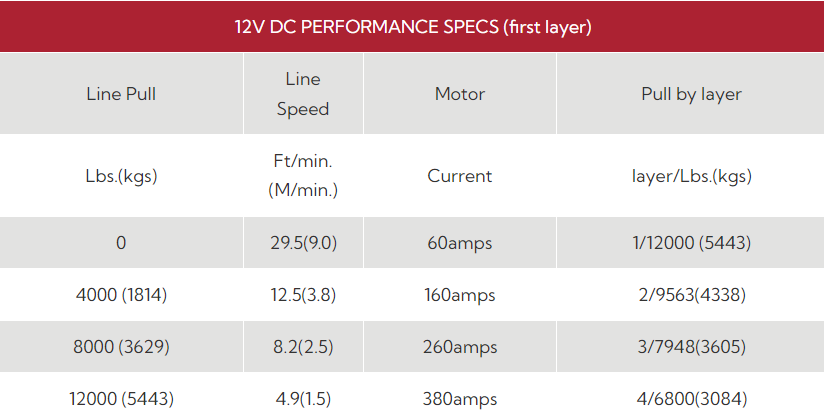 12V DC PERFORMANCE SPECS (first layer)
Line Pull
Line
Speed
Motor
Pull by layer
Lbs.(kgs)
Ft/min.
(M/min.)
Current
layer/Lbs.(kgs)
0
29.5(9.0)
60amps
1/12000 (5443)
4000 (1814)
12.5(3.8)
160amps
2/9563(4338)
8000 (3629)
8.2(2.5)
260amps
3/7948(3605)
12000 (5443)
4.9(1.5)
380amps
4/6800(3084)